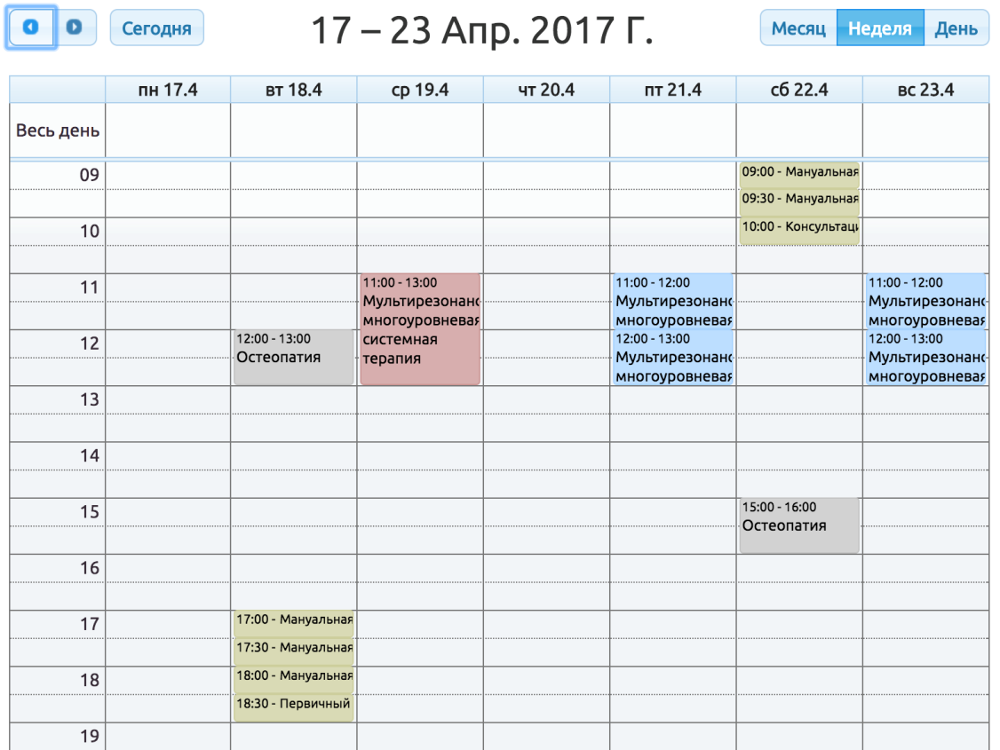 Сегодня
17 – 23 Апр. 2017 Г.
Месяц Неделя День
пн 17.4 вт 18.4 ср 19.4 чт 20.4 пт 21.4 сб 22.4 вс 23.4
Весь день
09
09:00 - Мануальная
09:30 - Мануальная
10
10:00 - Консультаци
11
11:00 - 13:00
Мультирезонанс
многоуровневая
системная
терапия
11:00 - 12:00
Мультирезонанс
многоуровневая
11:00 - 12:00
Мультирезонанс
многоуровневая
12
12:00 - 13:00
Остеопатия
12:00 - 13:00
Мультирезонанс
многоуровневая
12:00 - 13:00
Мультирезонанс
многоуровневая
13
14
15
15:00 - 16:00
Остеопатия
16
17
17:00 - Мануальная
17:30 - Мануальная
18
18:00 - Мануальная
18:30 - Первичный
19